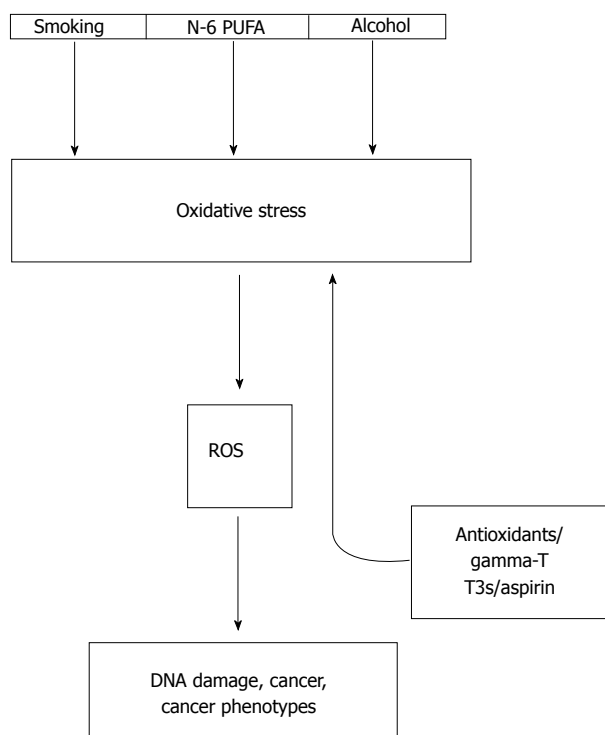 Smoking N-6 PUFA Alcohol
Oxidative stress
ROS
Antioxidants/
gamma-T
T3s/aspirin
DNA damage, cancer,
cancer phenotypes